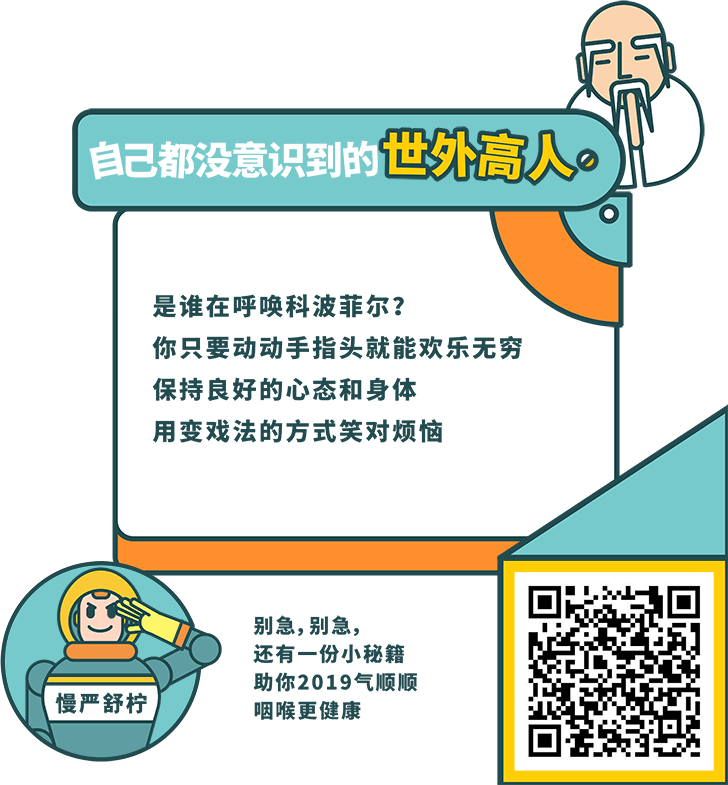 自己都没意识到的世外高人
是谁在呼唤科波菲尔？
你只要动动手指头就能欢乐无穷
保持良好的心态和身体
用变戏法的方式笑对烦恼
别急，别急，
还有一份小秘籍
助你2019气顺顺
咽喉更健康
慢严舒柠